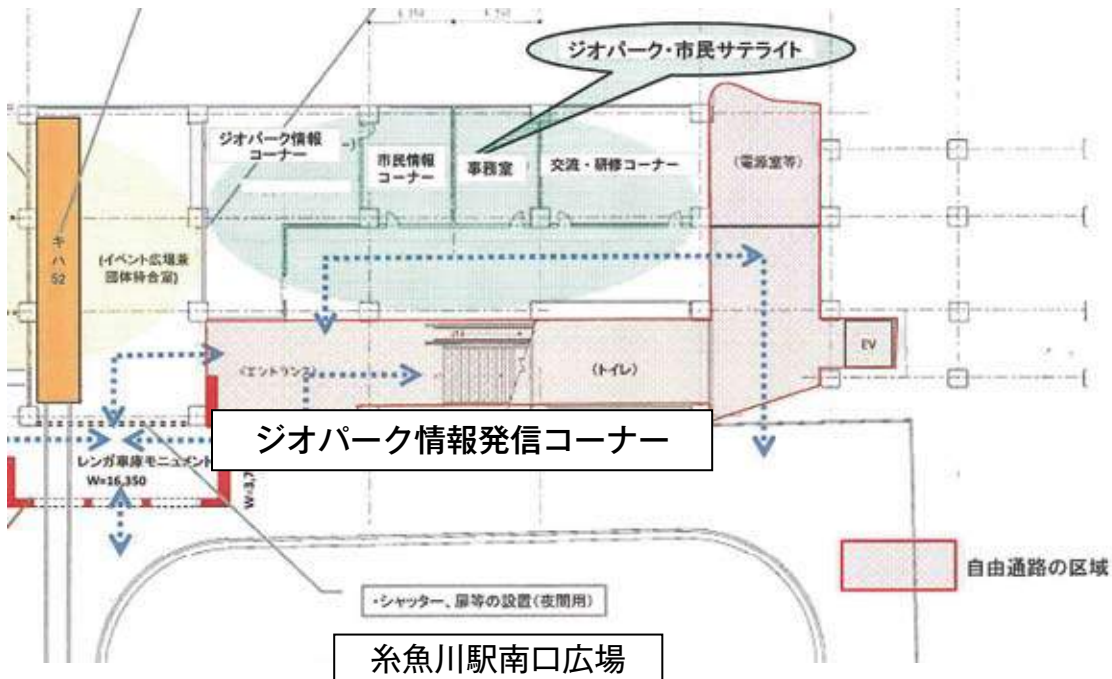 ジオパーク・市民サテライト
ジオパーク情報
コーナー
市民情報
コーナー
事務室
交流・研修コーナー
(電源室等)
キハ52
(イベント広場兼
団体待合室)
(エントランス)
(トイレ)
EV
ジオパーク情報発信コーナー
レンガ車庫モニュメント
W=16,350
自由通路の区域
・シャッター、扉等の設置(夜間用)
糸魚川駅南口広場